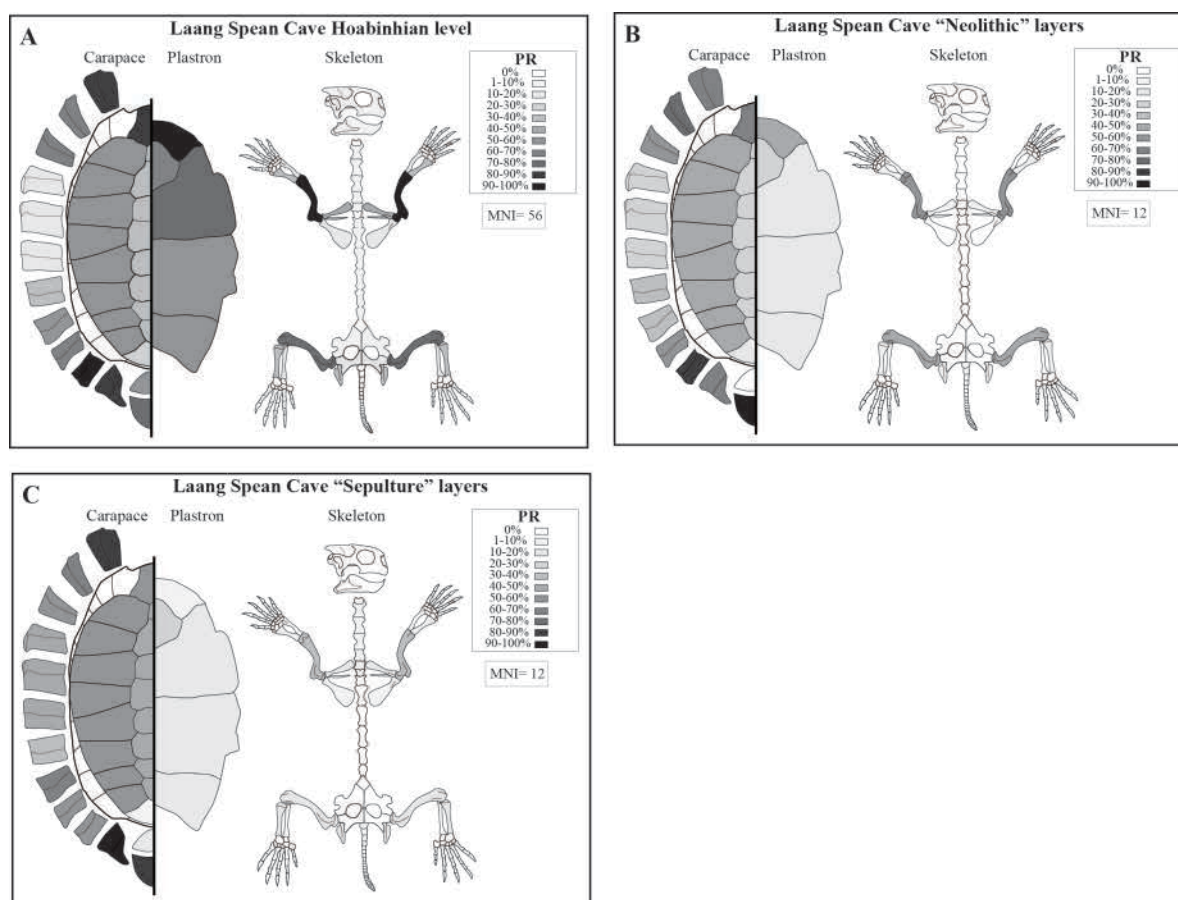 A
Laang Spean Cave Hoabinhian level
Carapace Plastron Skeleton
PR
0%
1-10%
10-20%
20-30%
30-40%
40-50%
50-60%
60-70%
70-80%
80-90%
90-100%
MNI= 56
B
Laang Spean Cave “Neolithic” layers
Carapace Plastron Skeleton
PR
0%
1-10%
10-20%
20-30%
30-40%
40-50%
50-60%
60-70%
70-80%
80-90%
90-100%
MNI= 12
C
Laang Spean Cave “Sepulture” layers
Carapace Plastron Skeleton
PR
0%
1-10%
10-20%
20-30%
30-40%
40-50%
50-60%
60-70%
70-80%
80-90%
90-100%
MNI= 12